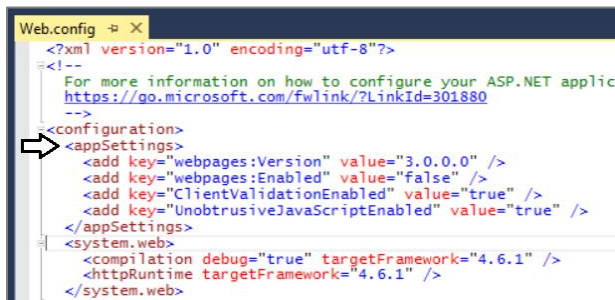 Web.config
<?xml version="1.0" encoding="utf-8"?>
<!--
For more information on how to configure your ASP.NET applic
https://go.microsoft.com/fwlink/?LinkId=301880
-->
<configuration>
<appSettings>
<add key="webpages:Version" value="3.0.0.0" />
<add key="webpages:Enabled" value="false" />
<add key="ClientValidationEnabled" value="true" />
<add key="UnobtrusiveJavaScriptEnabled" value="true" />
</appSettings>
<system.web>
<compilation debug="true" targetFramework="4.6.1" />
<httpRuntime targetFramework="4.6.1" />
</system.web>